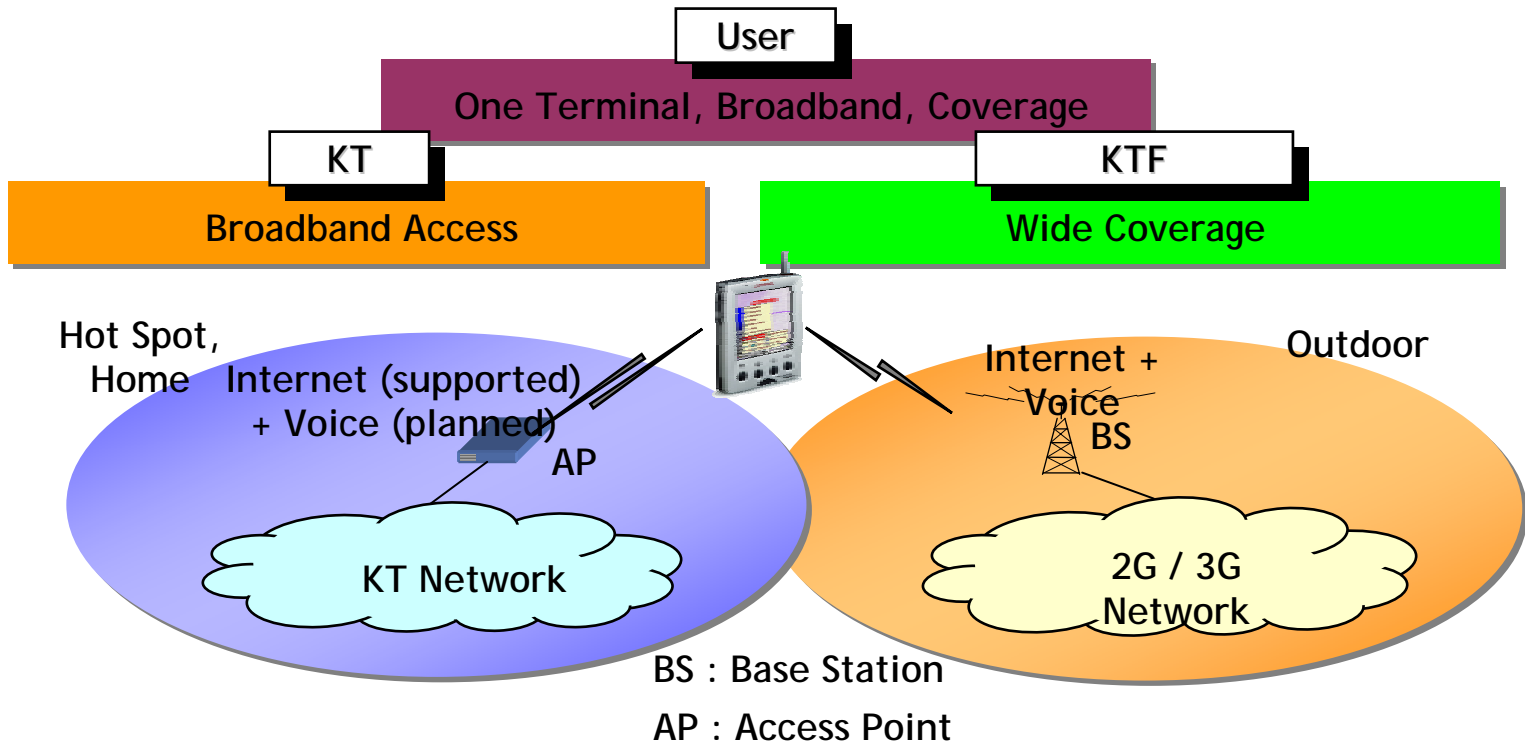 User
One Terminal, Broadband, Coverage
KT
KTF
Broadband Access
Wide Coverage
Hot Spot,
Home
Internet (supported)
+ Voice (planned)
AP
KT Network
Internet +
Voice
BS
Outdoor
2G / 3G
Network
BS : Base Station
AP : Access Point